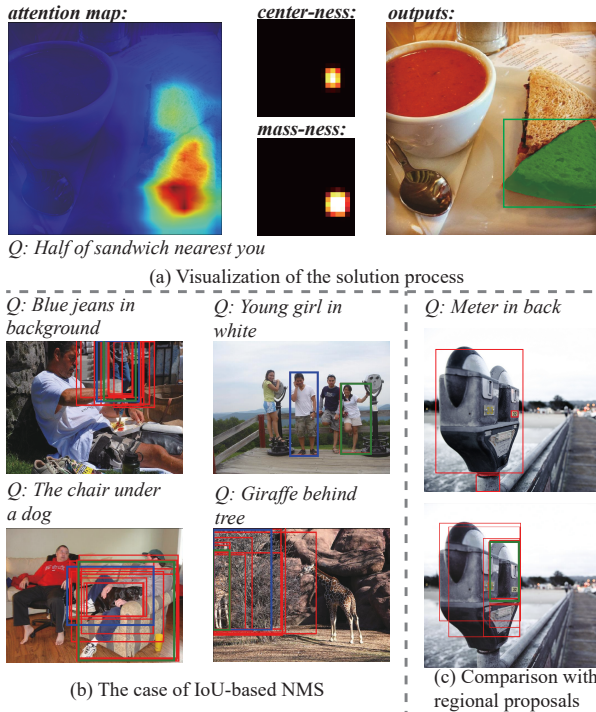 attention map:
center-ness:
outputs:
mass-ness:
Q: Half of sandwich nearest you
(a) Visualization of the solution process
Q: Blue jeans in
background
Q: Young girl in
white
Q: The chair under
a dog
Q: Giraffe behind
tree
(b) The case of IoU-based NMS
Q: Meter in back
(c) Comparison with
regional proposals